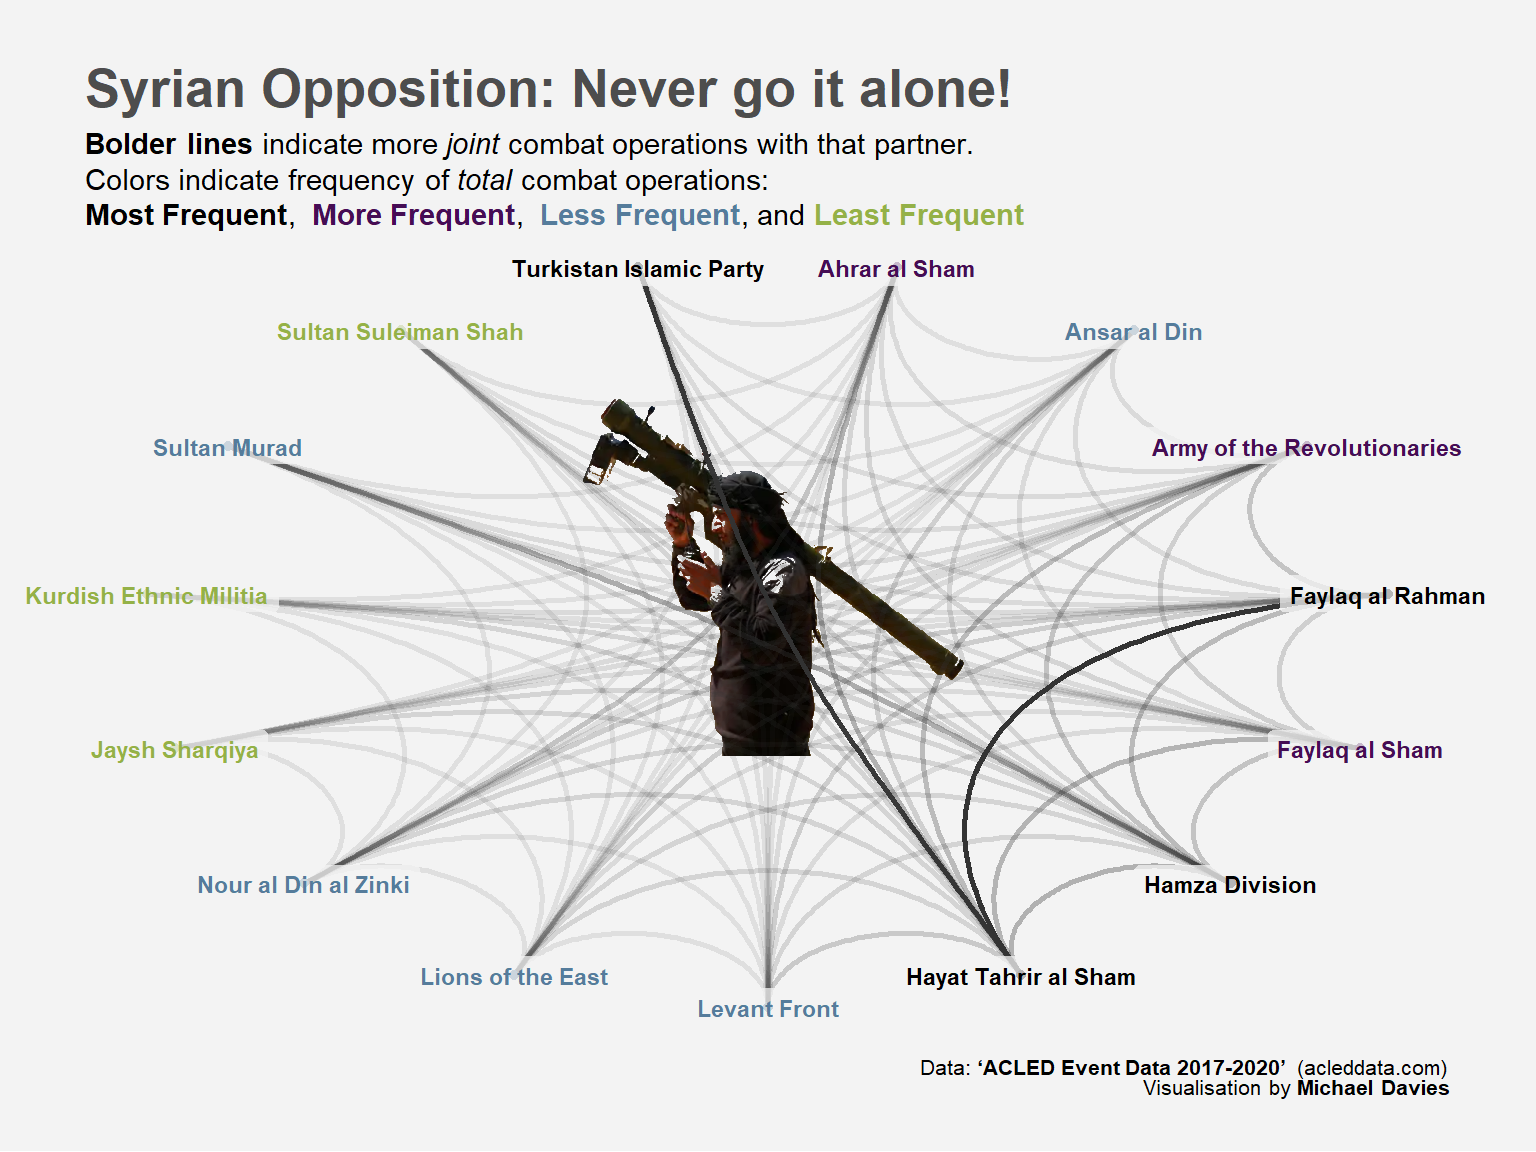 Syrian Opposition: Never go it alone!
Bolder lines indicate more joint combat operations with that partner.
Colors indicate frequency of total combat operations:
Most Frequent, More Frequent, Less Frequent, and Least Frequent
Turkistan Islamic Party
Ahrar al Sham
Sultan Suleiman Shah
Ansar al Din
Sultan Murad
Army of the Revolutionaries
Kurdish Ethnic Militia
Faylaq al Rahman
Jaysh Sharqiya
Faylaq al Sham
Nour al Din al Zinki
Hamza Division
Lions of the East
Hayat Tahrir al Sham
Levant Front
Data: ‘ACLED Event Data 2017-2020’ (acleddata.com)
Visualisation by Michael Davies